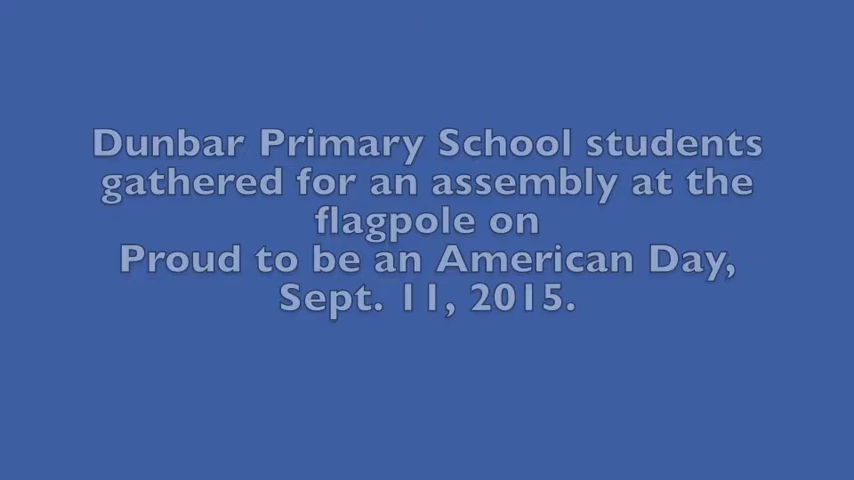 Dunbar Primary School students
gathered for an assembly at the
flagpole on
Proud to be an American Day,
Sept. 11, 2015.